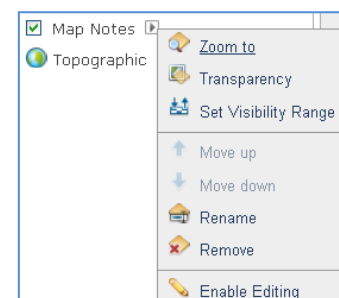 Map Notes
Topographic
Zoom to
Transparency
Set Visibility Range
Move up
Move down
Rename
Remove
Enable Editing